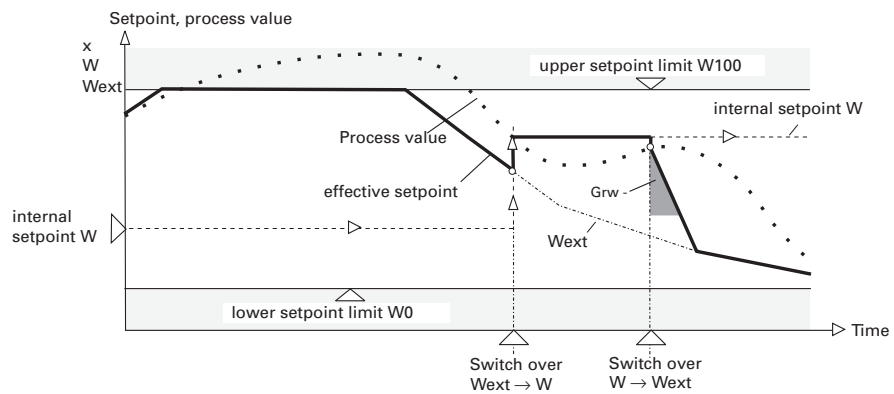 Setpoint, process value
x
W
Wext
upper setpoint limit W100
internal setpoint W
Process value
effective setpoint
Grw
internal
setpoint W
Wext
lower setpoint limit W0
Time
Switch over
Wext → W
Switch over
W → Wext